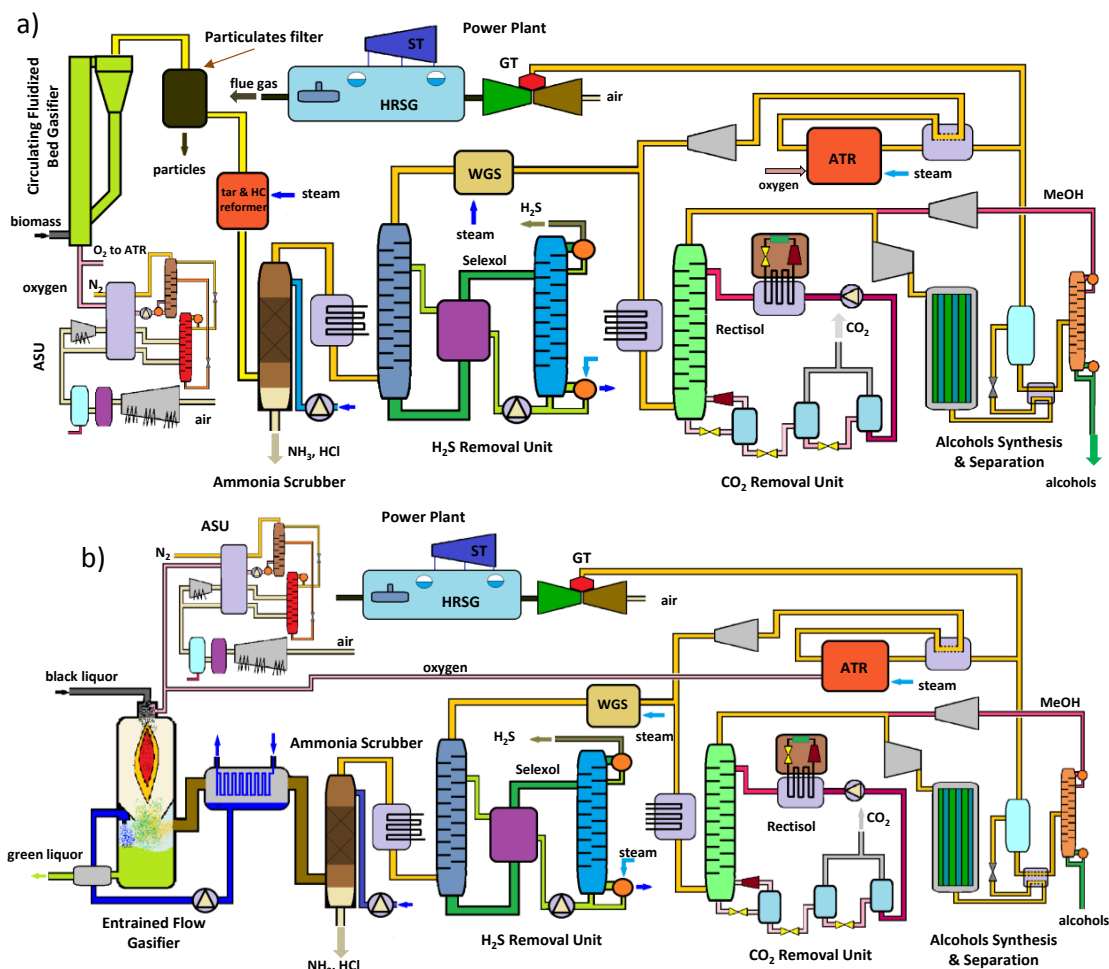 a)
Particulates filter
Power Plant
ST
GT
flue gas
HRSG
air
Circulating Fluidized
Bed Gasifier
particles
tar & HC
reformer
steam
WGS
steam
H₂S
ATR
oxygen
steam
MeOH
biomass
O₂ to ATR
oxygen
N₂
ASU
air
Selexol
Rectisol
CO₂
NH₃, HCl
H₂S Removal Unit
Ammonia Scrubber
CO₂ Removal Unit
Alcohols Synthesis
& Separation
alcohols
b)
ASU
N₂
Power Plant
ST
GT
HRSG
air
air
oxygen
black liquor
ATR
steam
WGS
steam
MeOH
Ammonia Scrubber
H₂S
Selexol
steam
Rectisol
CO₂
green liquor
Entrained Flow
Gasifier
NH₃, HCl
H₂S Removal Unit
CO₂ Removal Unit
Alcohols Synthesis
& Separation
alcohols